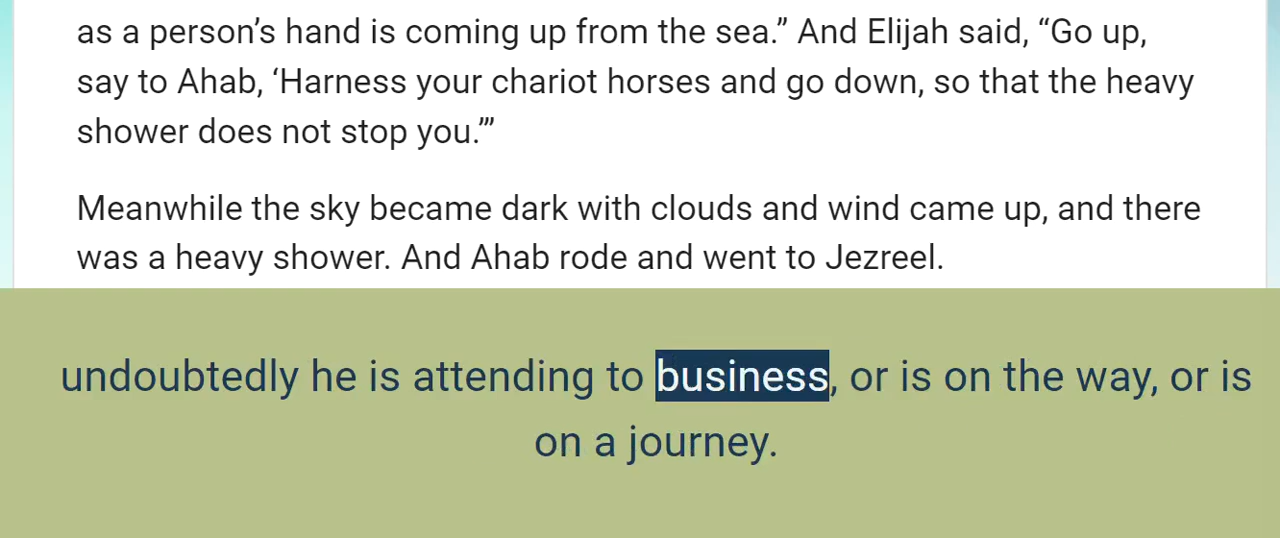 as a person’s hand is coming up from the sea.” And Elijah said, “Go up,
say to Ahab, ‘Harness your chariot horses and go down, so that the heavy
shower does not stop you.’”
Meanwhile the sky became dark with clouds and wind came up, and there
was a heavy shower. And Ahab rode and went to Jezreel.
undoubtedly he is attending to business, or is on the way, or is
on a journey.